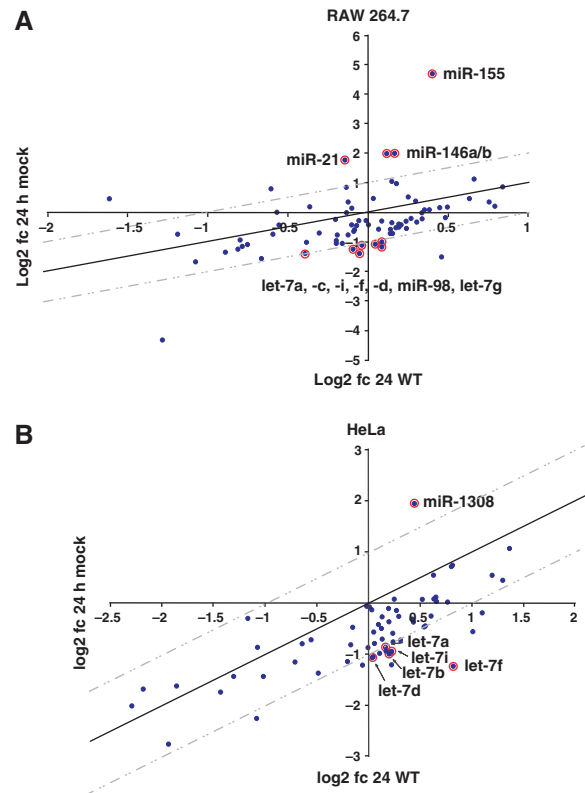 A
RAW 264.7
6
5
4
3
2
1
−1
−2
−3
−4
−5
−2
−1.5
−1
−0.5
0
0.5
1
miR-155
miR-146a/b
miR-21
let-7a, -c, -i, -f, -d, miR-98, let-7g
Log2 fc 24 h mock
Log2 fc 24 WT
B
HeLa
3
2
1
−1
−2
−3
−2.5
−2
−1.5
−1
−0.5
0
0.5
1
1.5
2
miR-1308
let-7a
let-7i
let-7b
let-7f
let-7d
log2 fc 24 h mock
log2 fc 24 WT